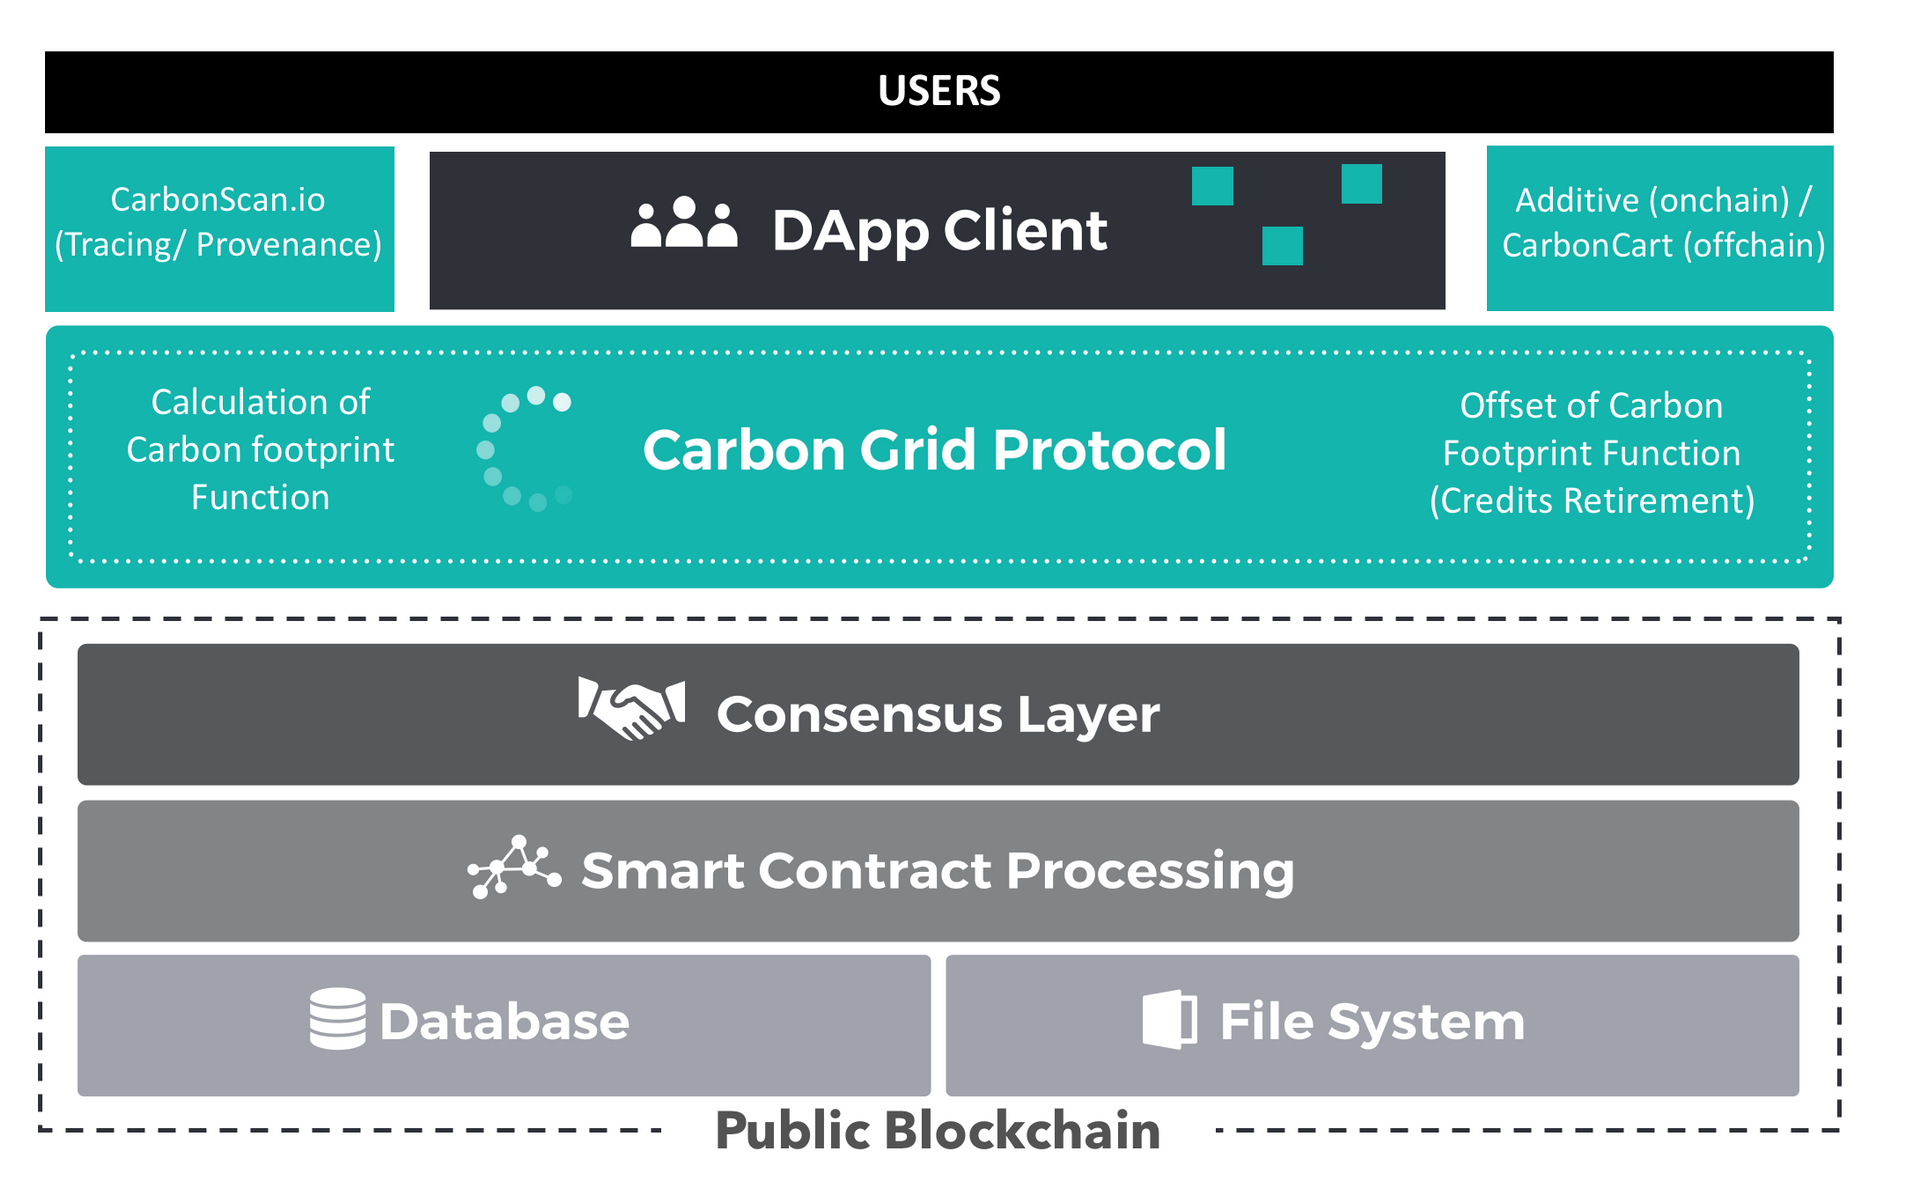 USERS
CarbonScan.io
(Tracing/ Provenance)
DApp Client
Additive (onchain) /
CarbonCart (offchain)
Calculation of
Carbon footprint
Function
Carbon Grid Protocol
Offset of Carbon
Footprint Function
(Credits Retirement)
Consensus Layer
Smart Contract Processing
Database
File System
Public Blockchain